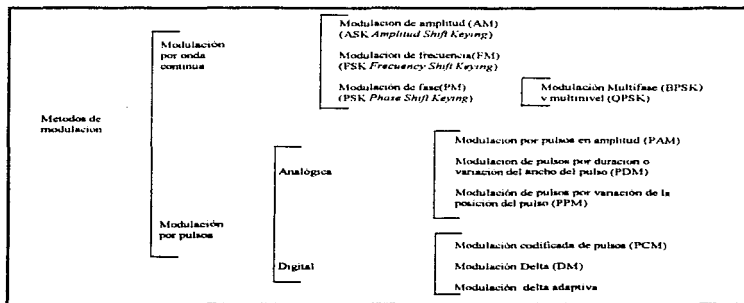 Modulacion de amplitud (AM)
(ASK Amplitud Shift Keying)
Modulación
por onda
continua
Modulación de frecuencia(FM)
(FSK Frecuency Shift Keying)
Modulación de fase(PM)
(PSK Phase Shift Keying)
Modulación Multifase (BPSK)
y multinivel (QPSK)
Metodos de
modulacion
Modulacion por pulsos en amplitud (PAM)
Analógica
Modulacion de pulsos por duracion o
variación del ancho del pulso (PDM)
Modulación de pulsos por variación de la
posición del pulso (PPM)
Modulación
por pulsos
Modulación codificada de pulsos (PCM)
Digital
Modulación Delta (DM)
Modulación delta adaptiva